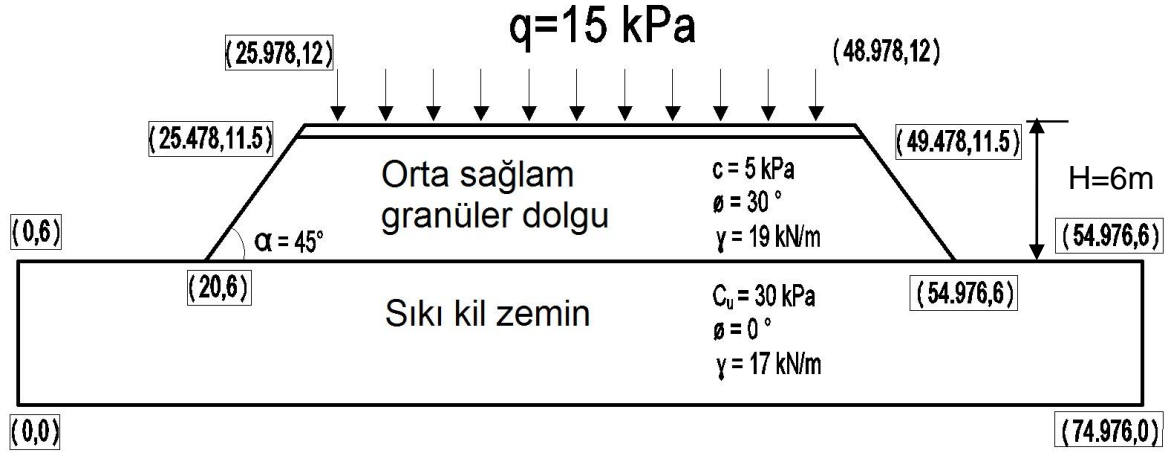 q=15 kPa
(25.978,12)
(48.978,12)
(25.478,11.5)
(49.478,11.5)
Orta sağlam
granüler dolgu
c = 5 kPa
ø = 30 °
γ = 19 kN/m
H=6m
(0,6)
α = 45°
(54.976,6)
(20,6)
(54.976,6)
Sıkı kil zemin
Cu = 30 kPa
ø = 0 °
γ = 17 kN/m
(0,0)
(74.976,0)